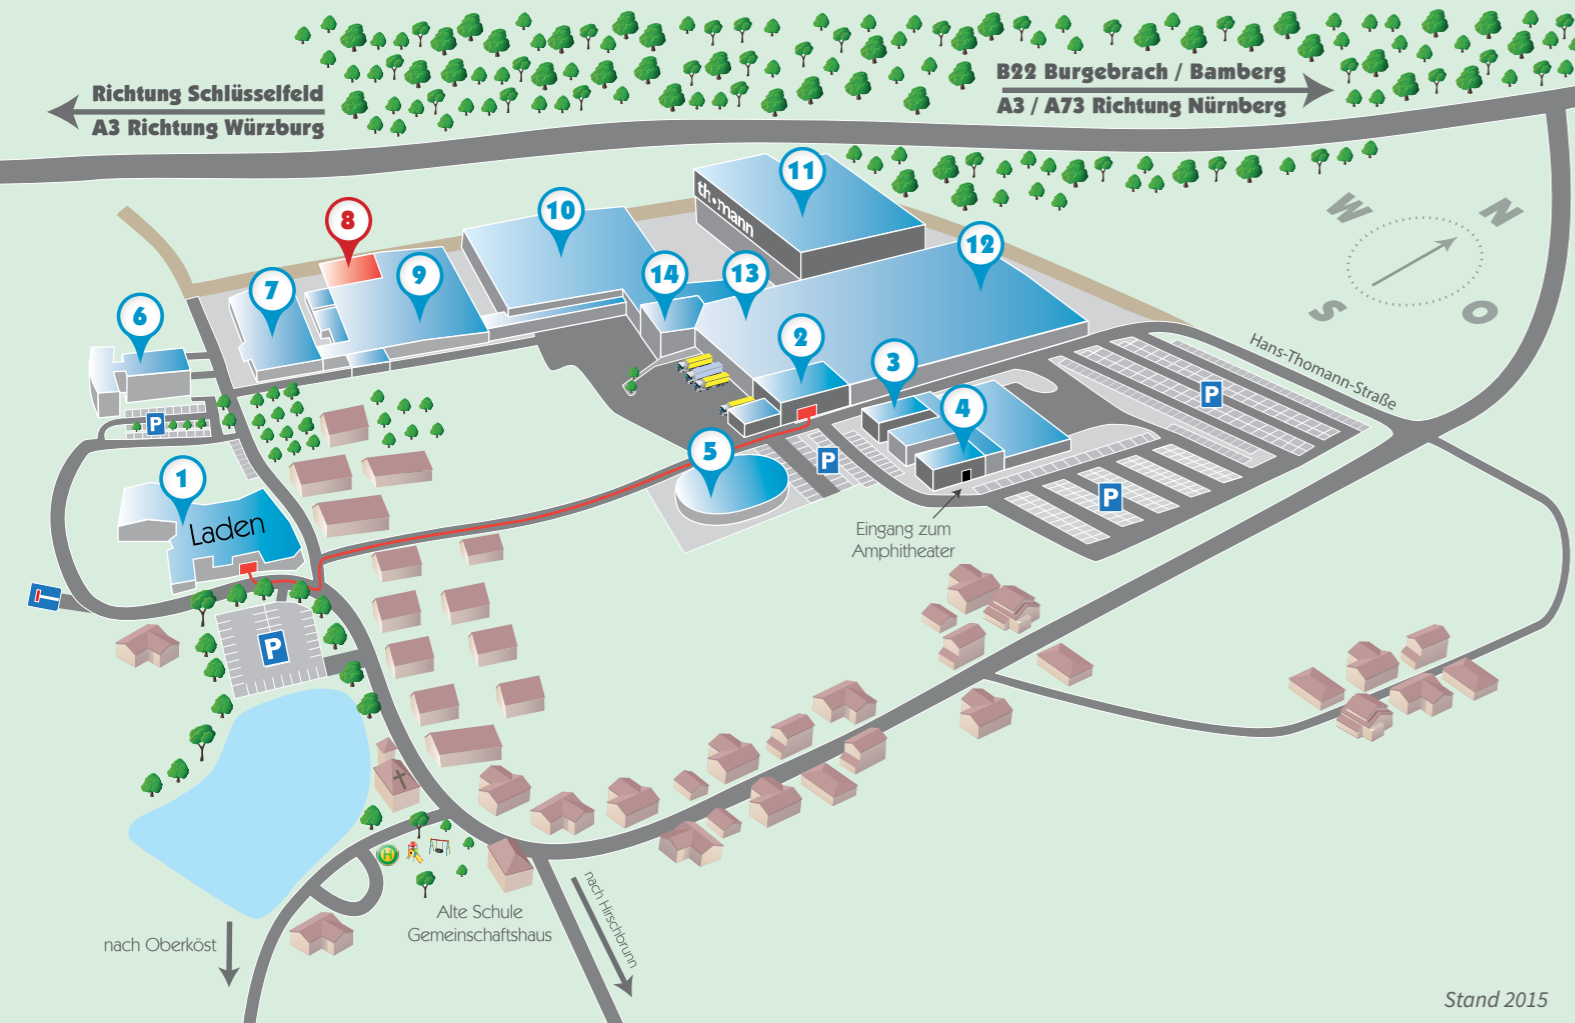 Richtung Schlüsselfeld
A3 Richtung Würzburg
B22 Burgebrach / Bamberg
A3 / A73 Richtung Nürnberg
11
th•mann
8
10
12
W
N
S
O
9
14
13
7
6
2
3
4
Hans-Thomann-Straße
P
P
P
5
P
P
1
Laden
Eingang zum
Amphitheater
P
H
Alte Schule
Gemeinschaftshaus
nach Hirschbrunn
nach Oberköst
Stand 2015